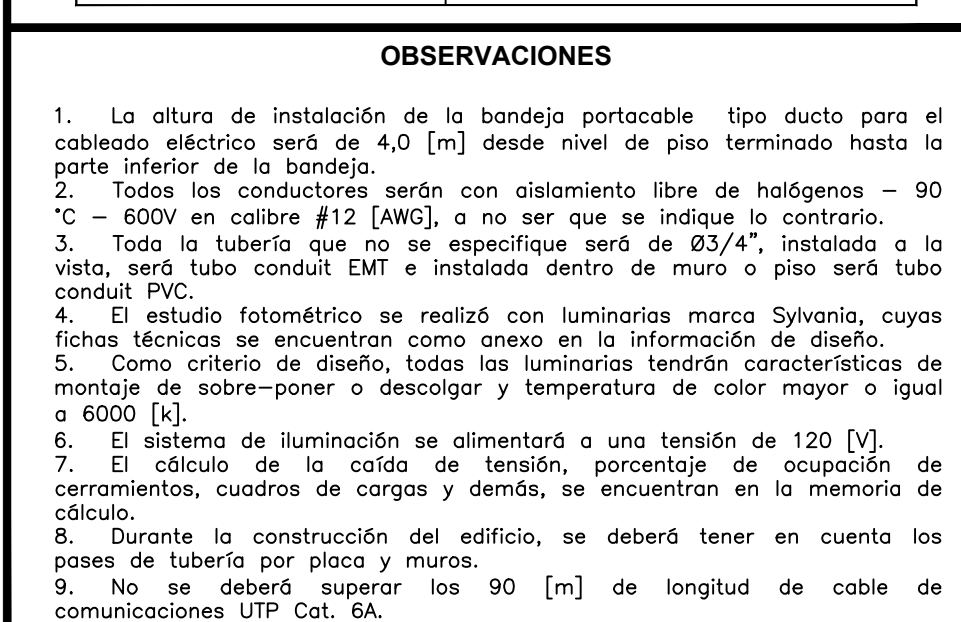 OBSERVACIONES
1. La altura de instalación de la bandeja portacable tipo ducto para el
cableado eléctrico será de 4,0 [m] desde nivel de piso terminado hasta la
parte inferior de la bandeja.
2. Todos los conductores serán con aislamiento libre de halógenos – 90
°C – 600V en calibre #12 [AWG], a no ser que se indique lo contrario.
3. Toda la tubería que no se especifique será de Ø3/4", instalada a la
vista, será tubo conduit EMT e instalada dentro de muro o piso será tubo
conduit PVC.
4. El estudio fotométrico se realizó con luminarias marca Sylvania, cuyas
fichas técnicas se encuentran como anexo en la información de diseño.
5. Como criterio de diseño, todas las luminarias tendrán características de
montaje de sobre–poner o descolgar y temperatura de color mayor o igual
a 6000 [k].
6. El sistema de iluminación se alimentará a una tensión de 120 [V].
7. El cálculo de la caída de tensión, porcentaje de ocupación de
cerramientos, cuadros de cargas y demás, se encuentran en la memoria de
cálculo.
8. Durante la construcción del edificio, se deberá tener en cuenta los
pases de tubería por placa y muros.
9. No se deberá superar los 90 [m] de longitud de cable de
comunicaciones UTP Cat. 6A.